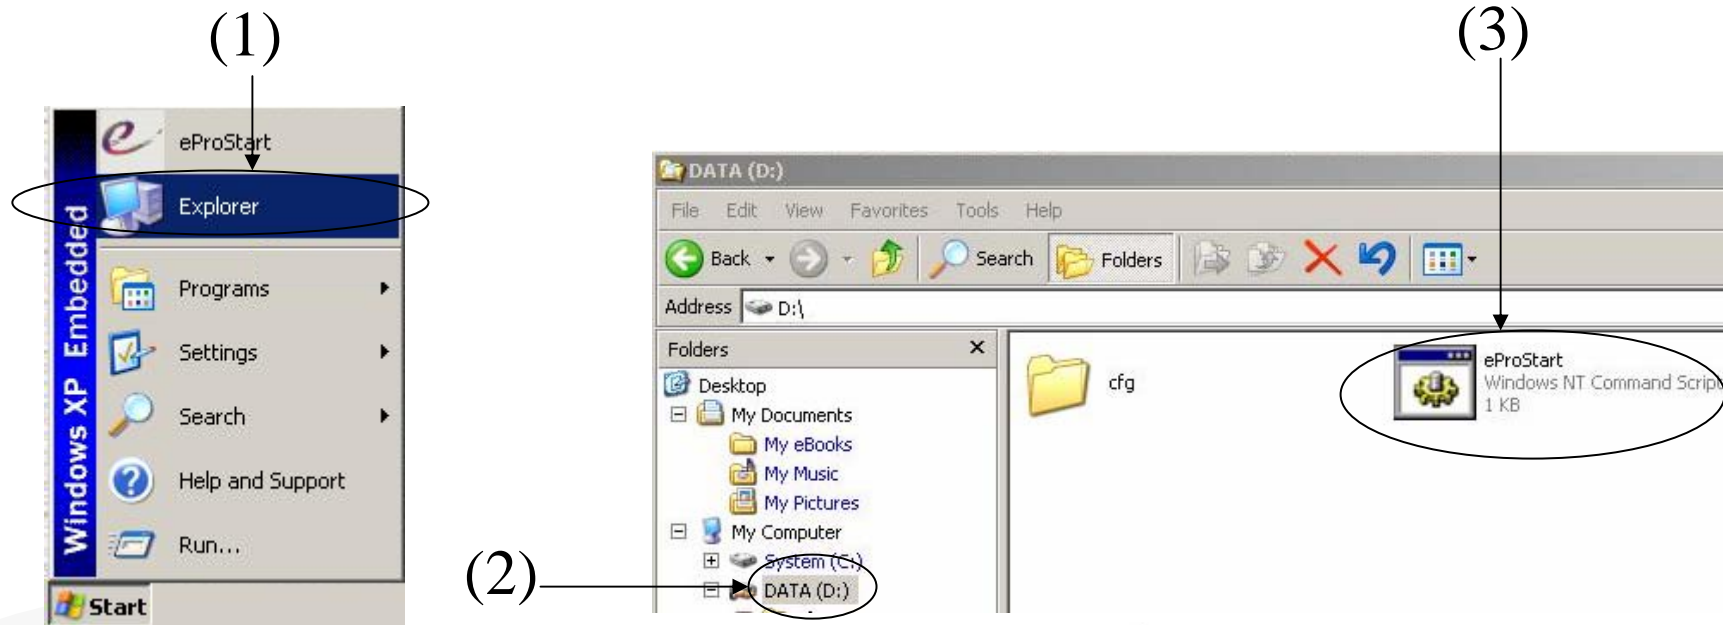 (1)
(3)
eProStart
Explorer
Programs
Settings
Search
Help and Support
Run...
Windows XP Embedded
Start
(2)
DATA (D:)
File Edit View Favorites Tools Help
Back Search Folders
Address D:\
Folders
Desktop
My Documents
My eBooks
My Music
My Pictures
My Computer
System (C:)
DATA (D:)
cfg
eProStart
Windows NT Command Script
1 KB